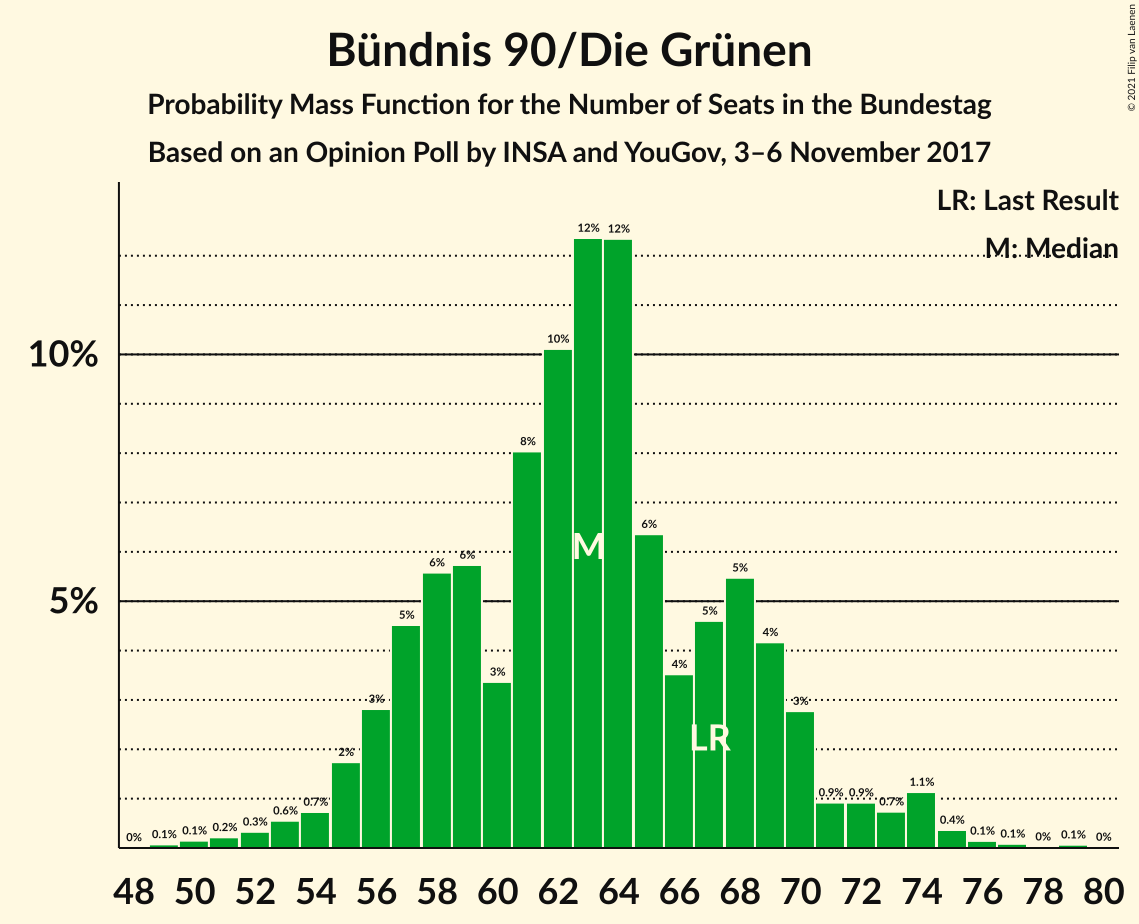 Bündnis 90/Die Grünen
Probability Mass Function for the Number of Seats in the Bundestag
Based on an Opinion Poll by INSA and YouGov, 3–6 November 2017
© 2021 Filip van Laenen
LR: Last Result
M: Median
10%
5%
0% 0.1% 0.1% 0.2% 0.3% 0.6% 0.7% 2% 3% 5% 6% 6% 3% 8% 10% 12% 12% 6% 4% 5% 5% 4% 3% 0.9% 0.9% 0.7% 1.1% 0.4% 0.1% 0.1% 0% 0.1% 0%
M
LR
48 50 52 54 56 58 60 62 64 66 68 70 72 74 76 78 80